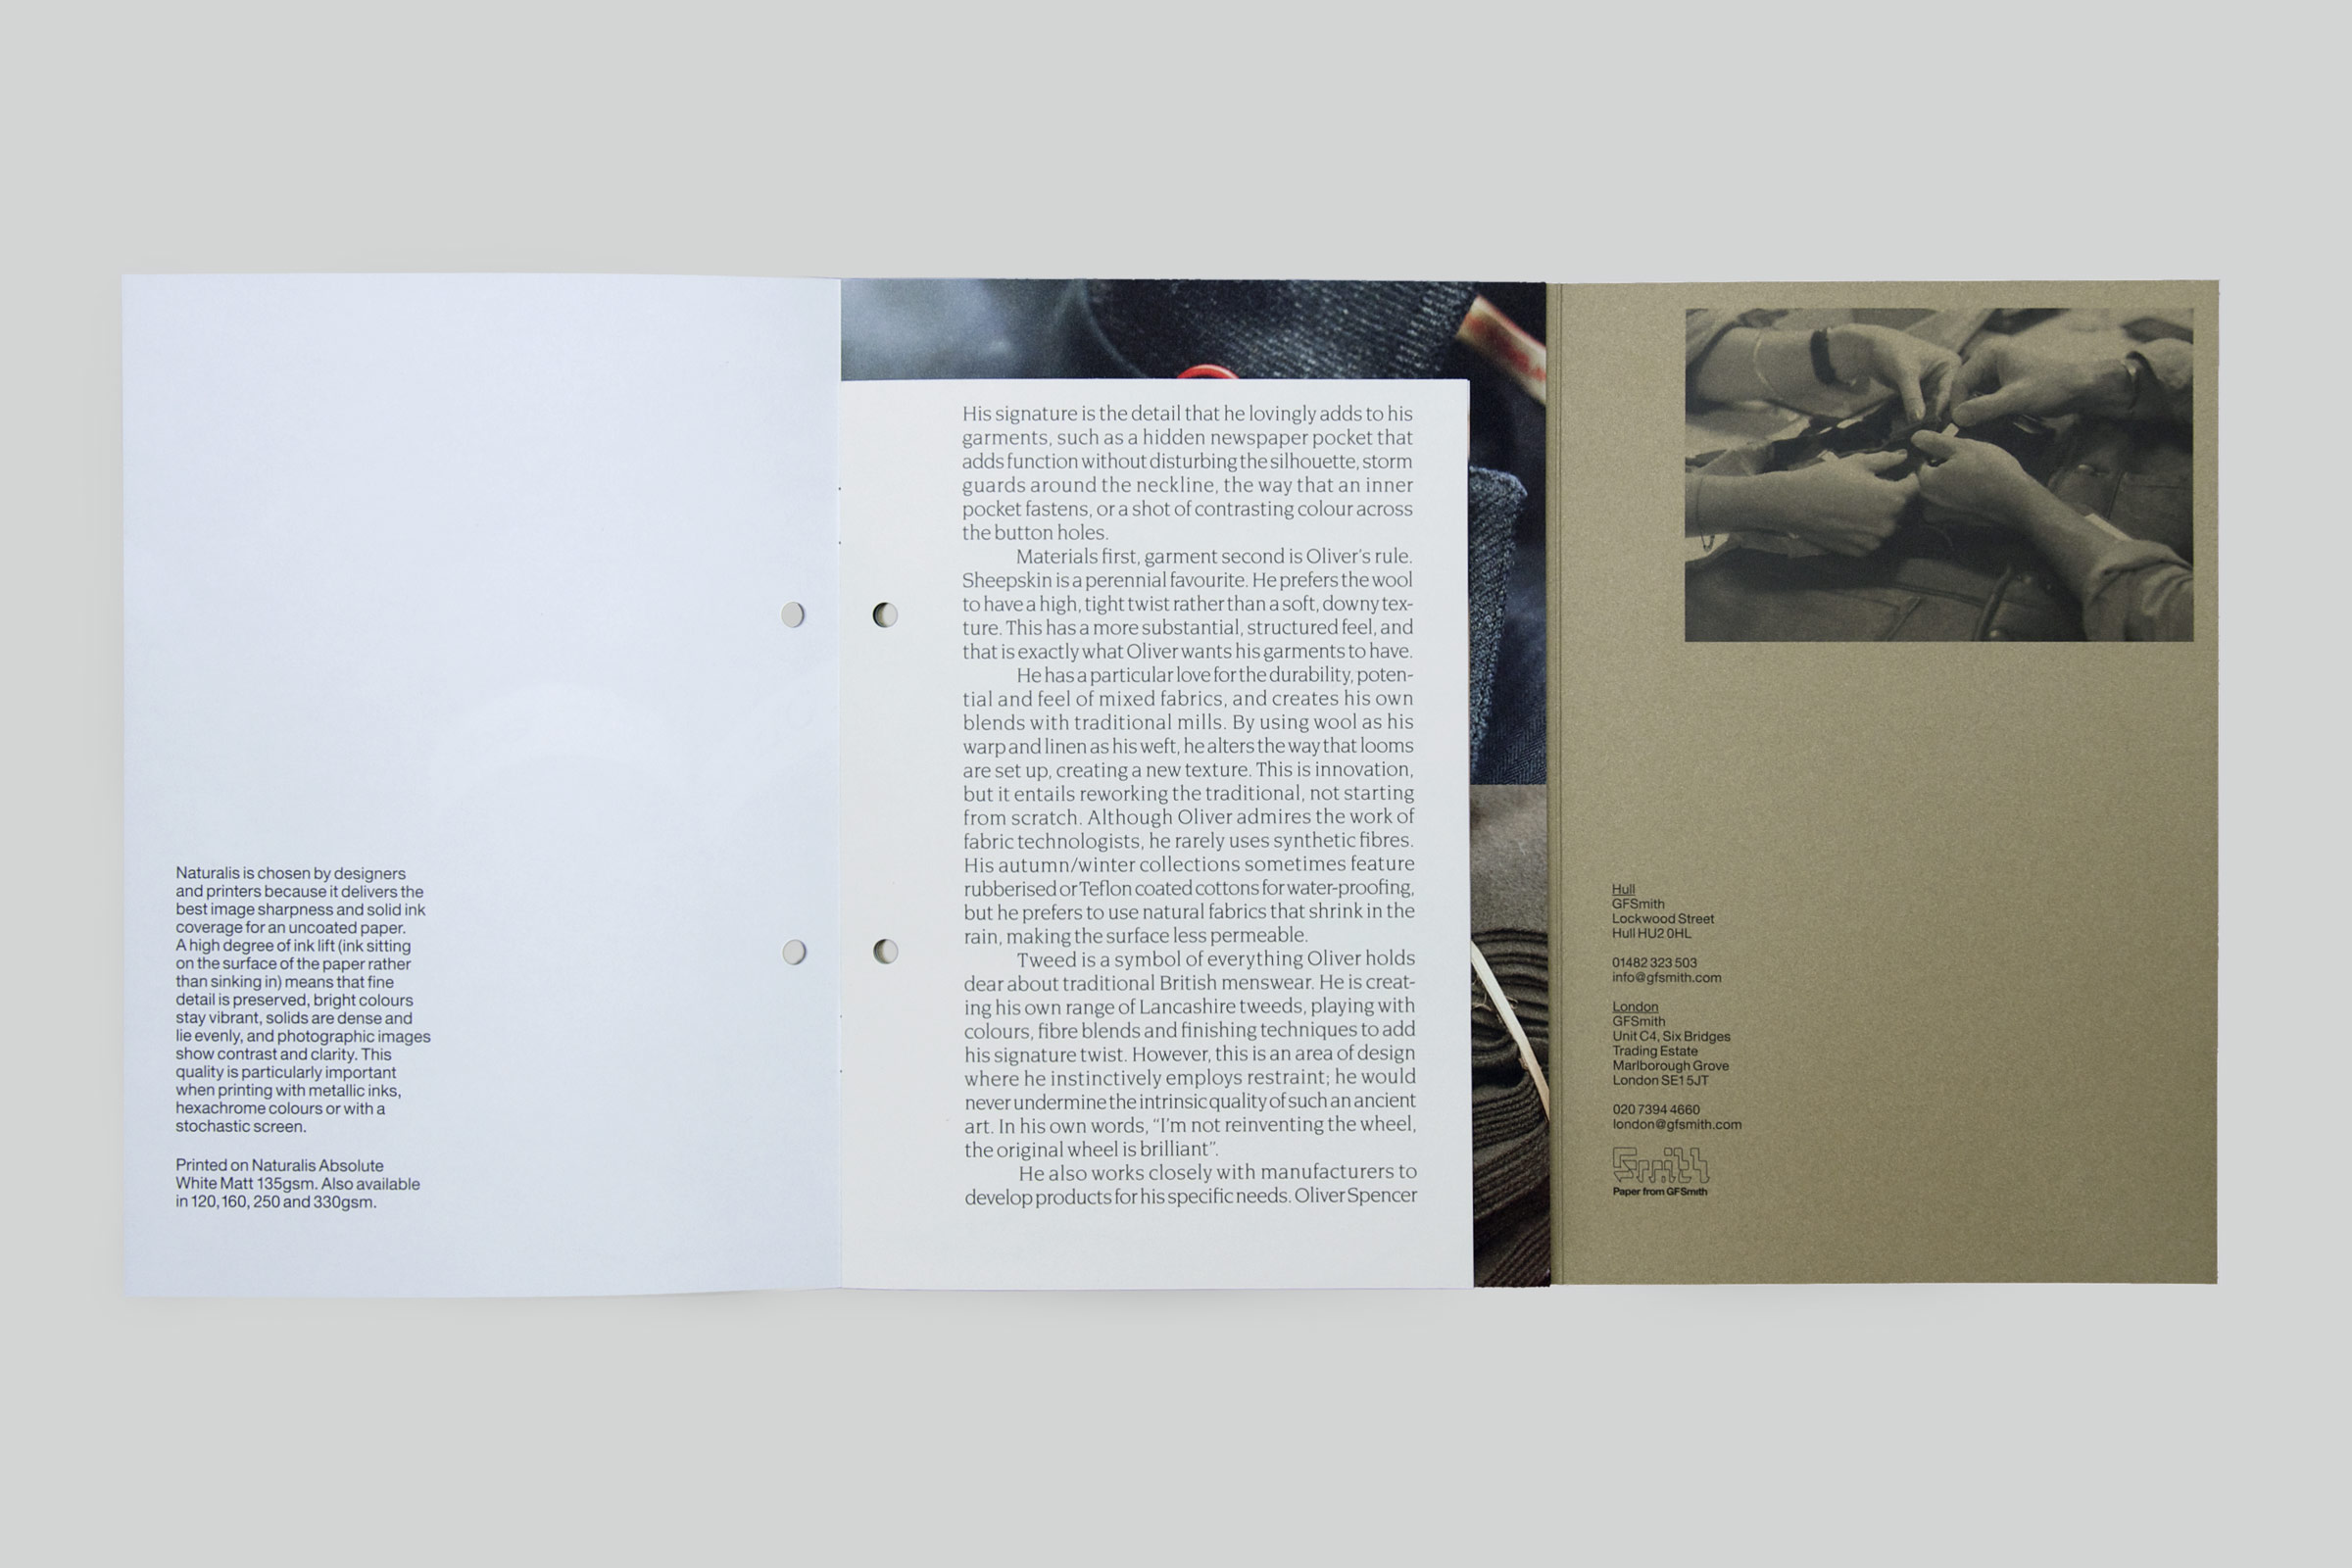 Naturalis is chosen by designers
and printers because it delivers the
best image sharpness and solid ink
coverage for an uncoated paper.
A high degree of ink lift (ink sitting
on the surface of the paper rather
than sinking in) means that fine
detail is preserved, bright colours
stay vibrant, solids are dense and
lie evenly, and photographic images
show contrast and clarity. This
quality is particularly important
when printing with metallic inks,
hexachrome colours or with a
stochastic screen.
Printed on Naturalis Absolute
White Matt 135gsm. Also available
in 120, 160, 250 and 330gsm.
His signature is the detail that he lovingly adds to his
garments, such as a hidden newspaper pocket that
adds function without disturbing the silhouette, storm
guards around the neckline, the way that an inner
pocket fastens, or a shot of contrasting colour across
the button holes.
Materials first, garment second is Oliver's rule.
Sheepskin is a perennial favourite. He prefers the wool
to have a high, tight twist rather than a soft, downy tex-
ture. This has a more substantial, structured feel, and
that is exactly what Oliver wants his garments to have.
He has a particular love for the durability, poten-
tial and feel of mixed fabrics, and creates his own
blends with traditional mills. By using wool as his
warp and linen as his weft, he alters the way that looms
are set up, creating a new texture. This is innovation,
but it entails reworking the traditional, not starting
from scratch. Although Oliver admires the work of
fabric technologists, he rarely uses synthetic fibres.
His autumn/winter collections sometimes feature
rubberised or Teflon coated cottons for water-proofing,
but he prefers to use natural fabrics that shrink in the
rain, making the surface less permeable.
Tweed is a symbol of everything Oliver holds
dear about traditional British menswear. He is creat-
ing his own range of Lancashire tweeds, playing with
colours, fibre blends and finishing techniques to add
his signature twist. However, this is an area of design
where he instinctively employs restraint; he would
never undermine the intrinsic quality of such an ancient
art. In his own words, “I'm not reinventing the wheel,
the original wheel is brilliant”.
He also works closely with manufacturers to
develop products for his specific needs. Oliver Spencer
Hull
GFSmith
Lockwood Street
Hull HU2 0HL
01482 323 503
info@gfsmith.com
London
GFSmith
Unit C4, Six Bridges
Trading Estate
Marlborough Grove
London SE1 5JT
020 7394 4660
london@gfsmith.com
Smith
Paper from GFSmith